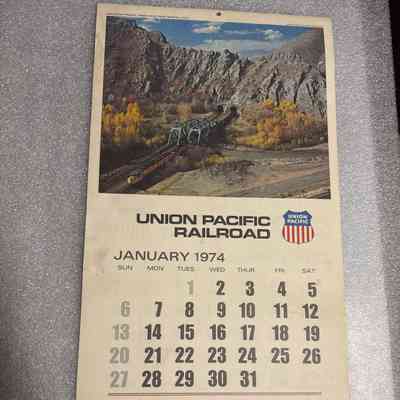 UNION PACIFIC
RAILROAD
UNION
PACIFIC
JANUARY 1974
SUN MON TUES WED THUR FRI SAT
1 2 3 4 5
6 7 8 9 10 11 12
13 14 15 16 17 18 19
20 21 22 23 24 25 26
27 28 29 30 31